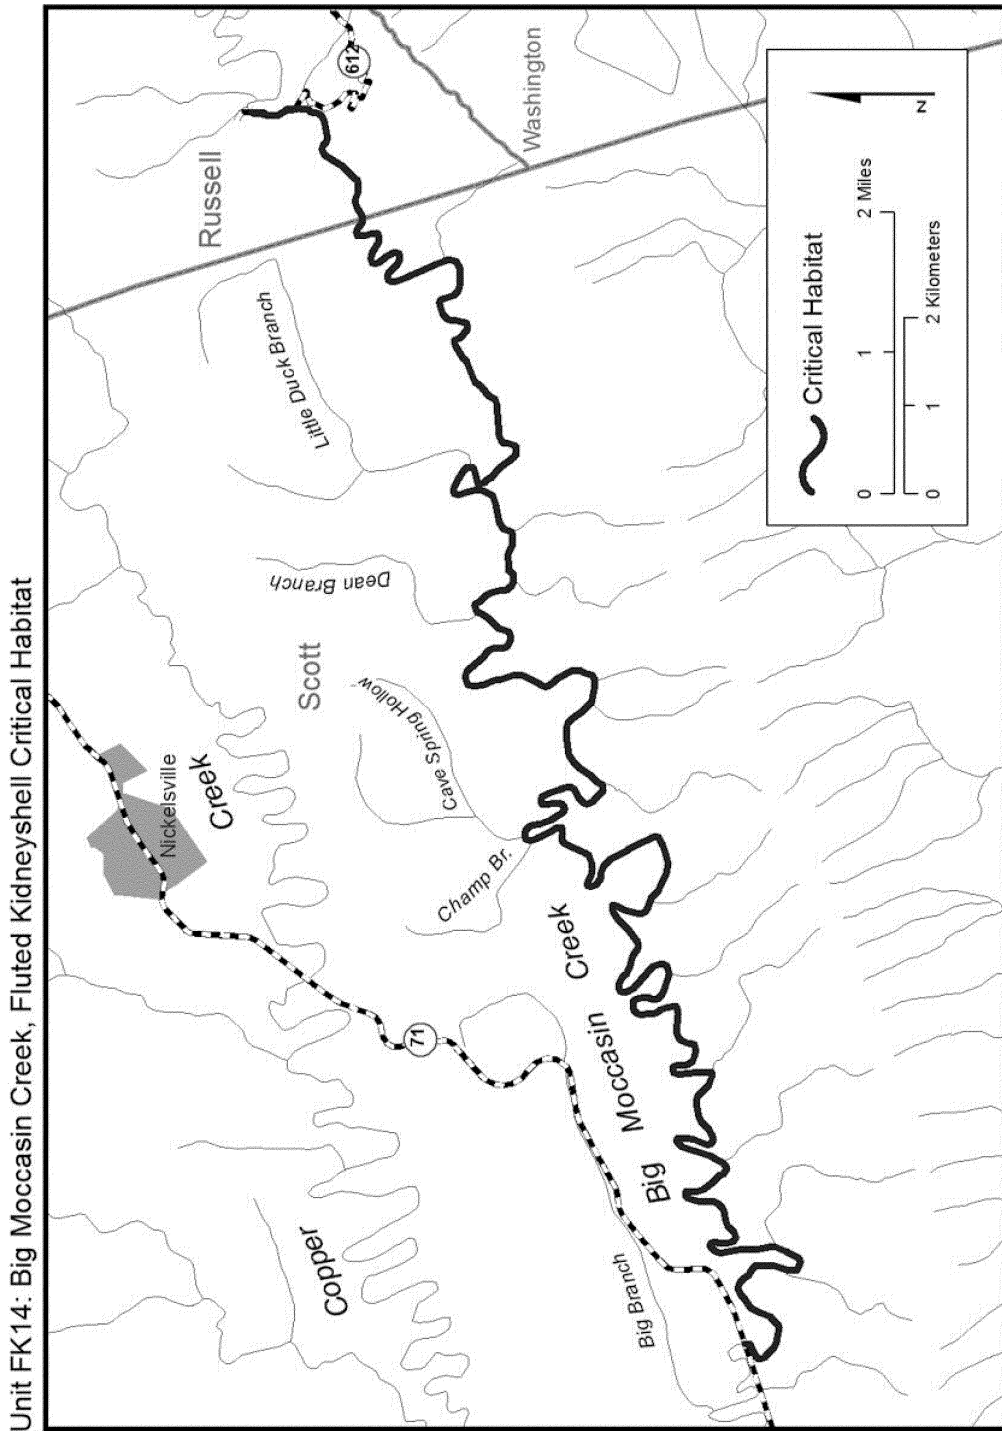 Unit FK14: Big Moccasin Creek, Fluted Kidneyshell Critical Habitat
Nickelsville
Russell
612
Washington
Little Duck Branch
Dean Branch
Scott
Cave Spring Hollow
Champ Br.
Copper Creek
71
Big Moccasin Creek
Big Branch
Critical Habitat
0 1 2 Miles
0 1 2 Kilometers
N